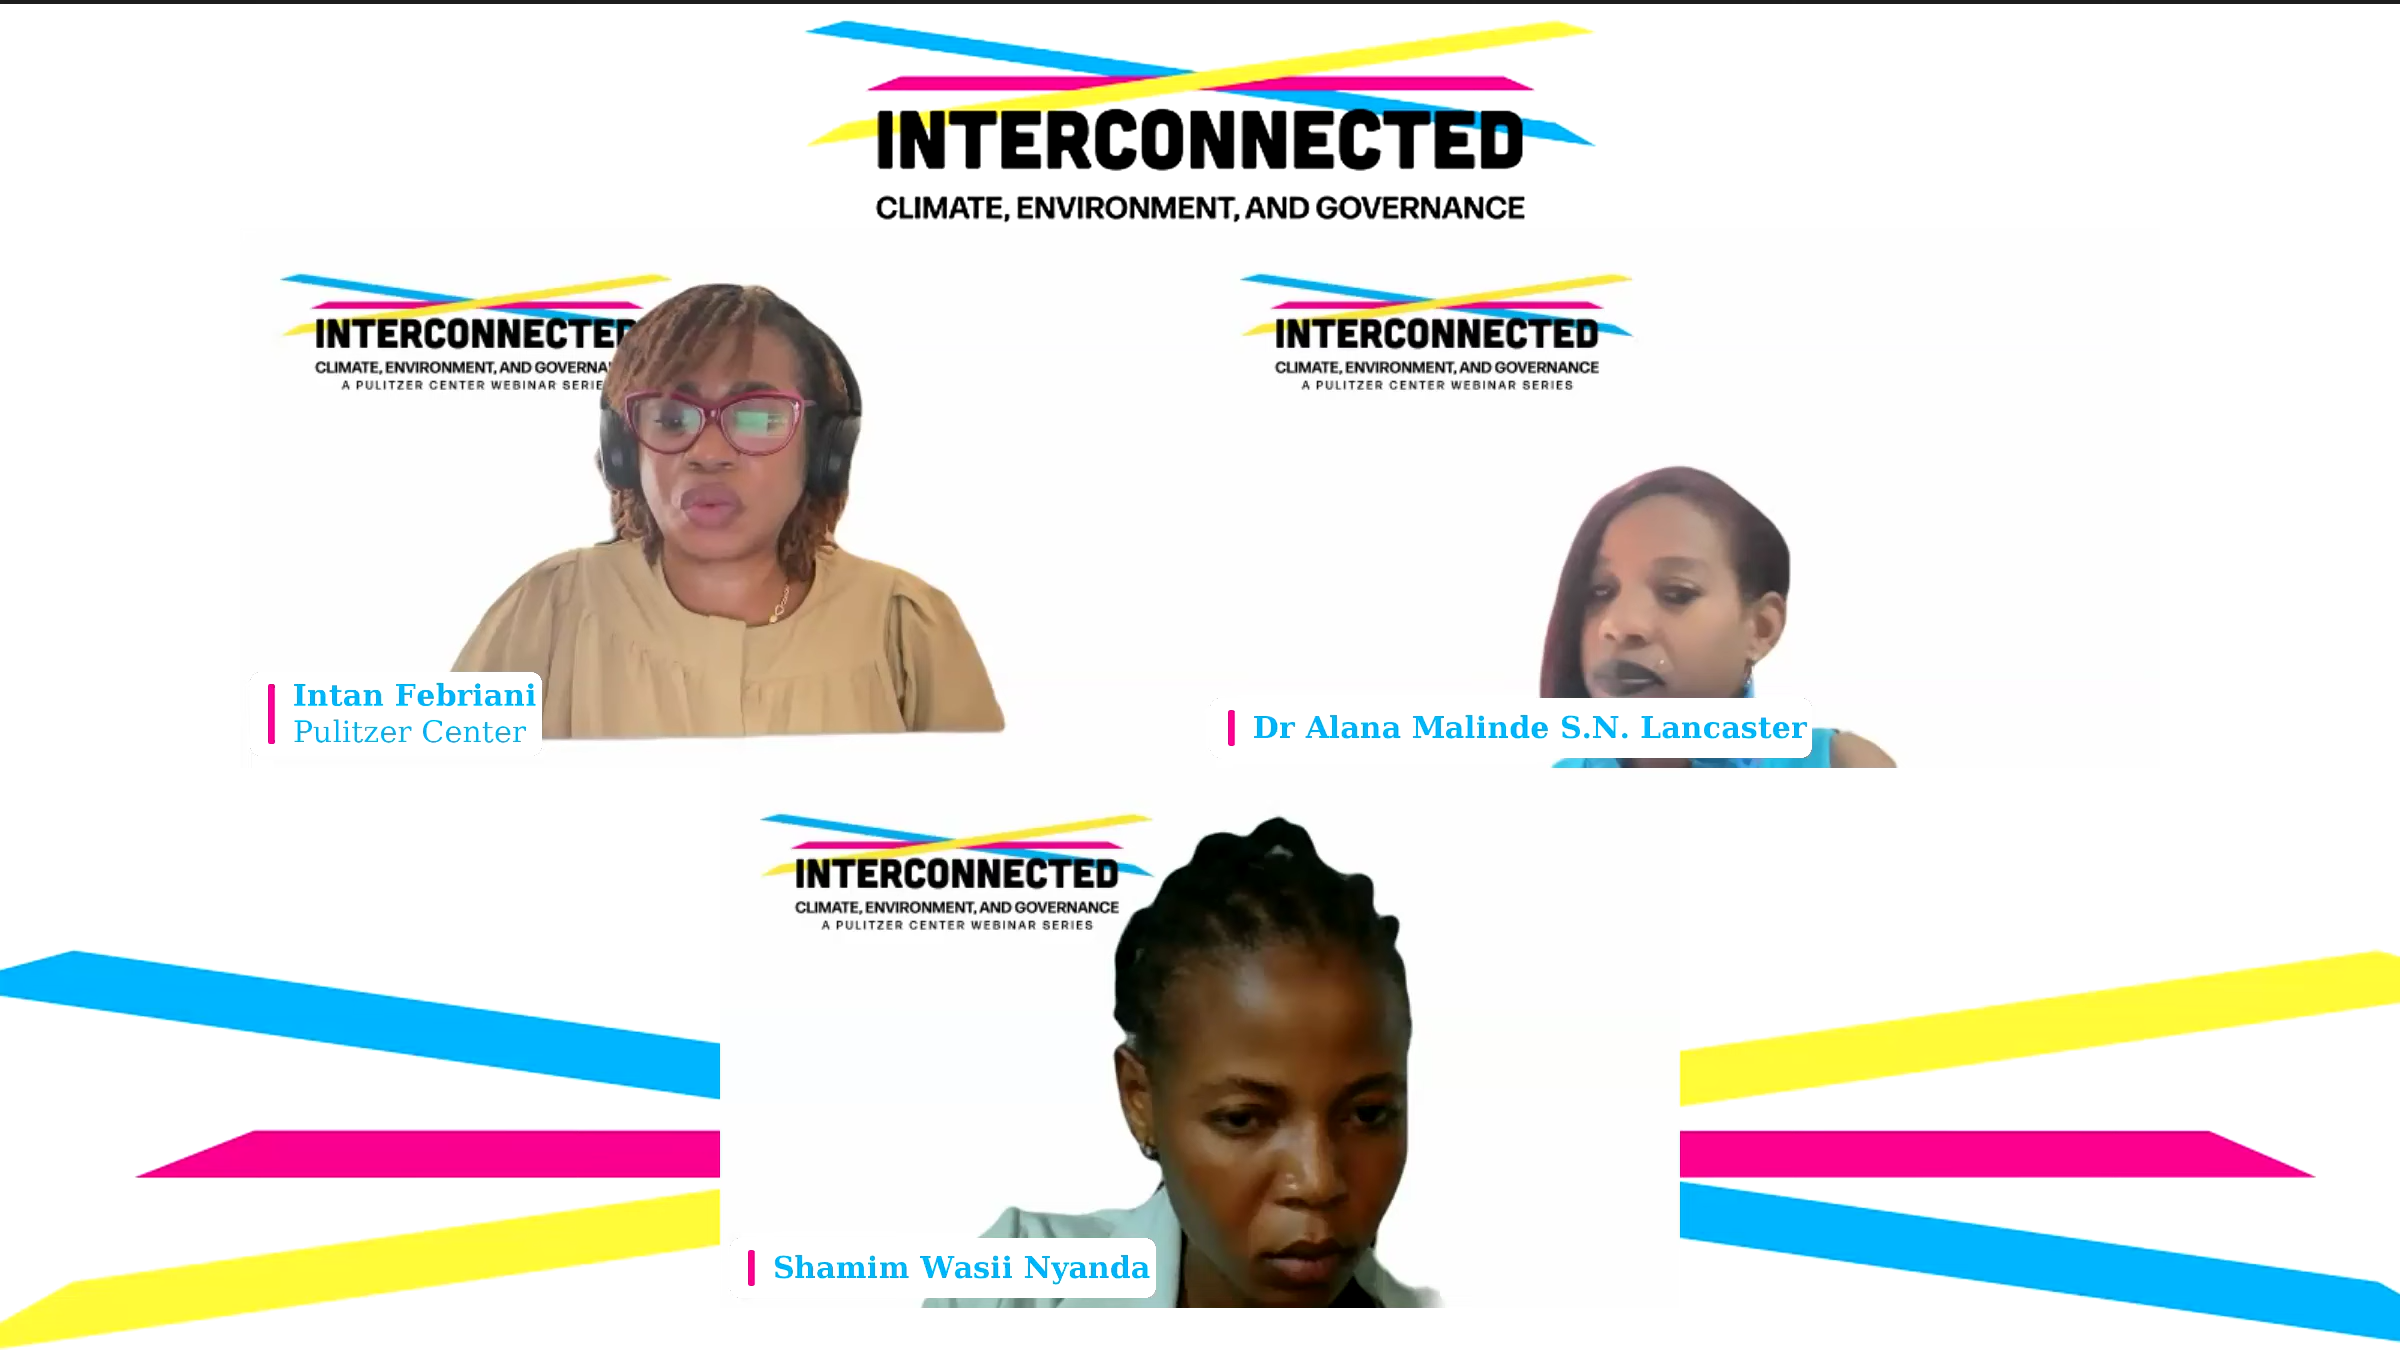 INTERCONNECTED
CLIMATE, ENVIRONMENT, AND GOVERNANCE
INTERCONNECTED
CLIMATE, ENVIRONMENT, AND GOVERNA
A PULITZER CENTER WEBINAR SERIE
Intan Febriani
Pulitzer Center
INTERCONNECTED
CLIMATE, ENVIRONMENT, AND GOVERNANCE
A PULITZER CENTER WEBINAR SERIES
Dr Alana Malinde S.N. Lancaster
INTERCONNECTED
CLIMATE, ENVIRONMENT, AND GOVERNANCE
A PULITZER CENTER WEBINAR SERIES
Shamim Wasii Nyanda